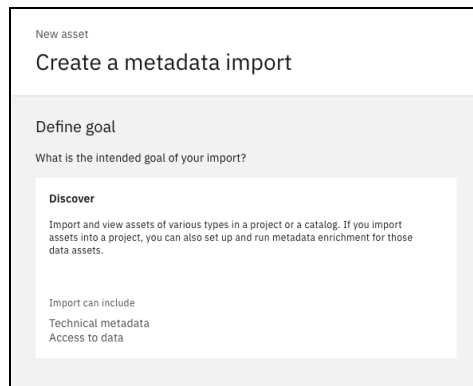 New asset
Create a metadata import
Define goal
What is the intended goal of your import?
Discover
Import and view assets of various types in a project or a catalog. If you import
assets into a project, you can also set up and run metadata enrichment for those
data assets.
Import can include
Technical metadata
Access to data